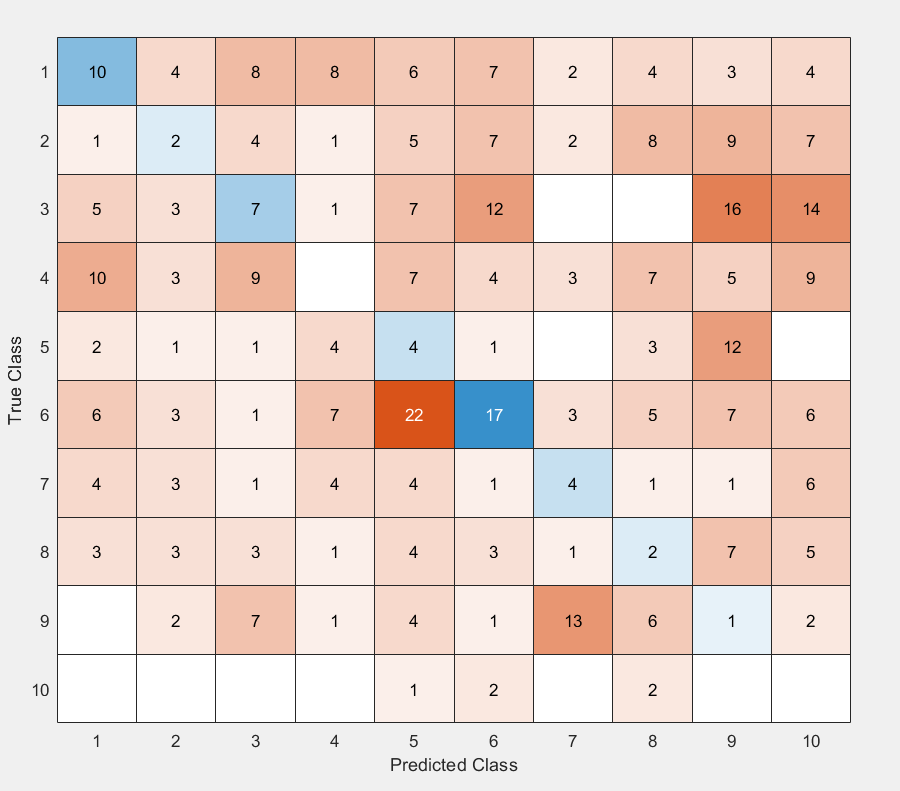 1 10 4 8 8 6 7 2 4 3 4
2 1 2 4 1 5 7 2 8 9 7
3 5 3 7 1 7 12 16 14
4 10 3 9 7 4 3 7 5 9
5 2 1 1 4 4 1 3 12
6 6 3 1 7 22 17 3 5 7 6
7 4 3 1 4 4 1 4 1 1 6
8 3 3 3 1 4 3 1 2 7 5
9 2 7 1 4 1 13 6 1 2
10 1 2 2
1 2 3 4 5 6 7 8 9 10
Predicted Class
True Class